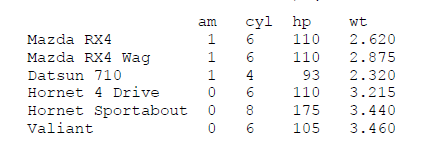 am cyl hp wt
Mazda RX4 1 6 110 2.620
Mazda RX4 Wag 1 6 110 2.875
Datsun 710 1 4 93 2.320
Hornet 4 Drive 0 6 110 3.215
Hornet Sportabout 0 8 175 3.440
Valiant 0 6 105 3.460